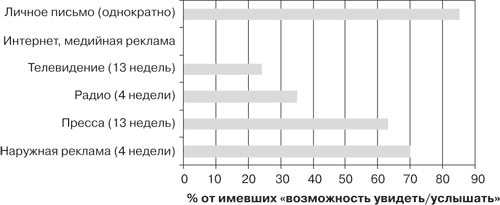 Личное письмо (однократно)
Интернет, медийная реклама
Телевидение (13 недель)
Радио (4 недели)
Пресса (13 недель)
Наружная реклама (4 недели)
0 10 20 30 40 50 60 70 80 90
% от имевших «возможность увидеть/услышать»